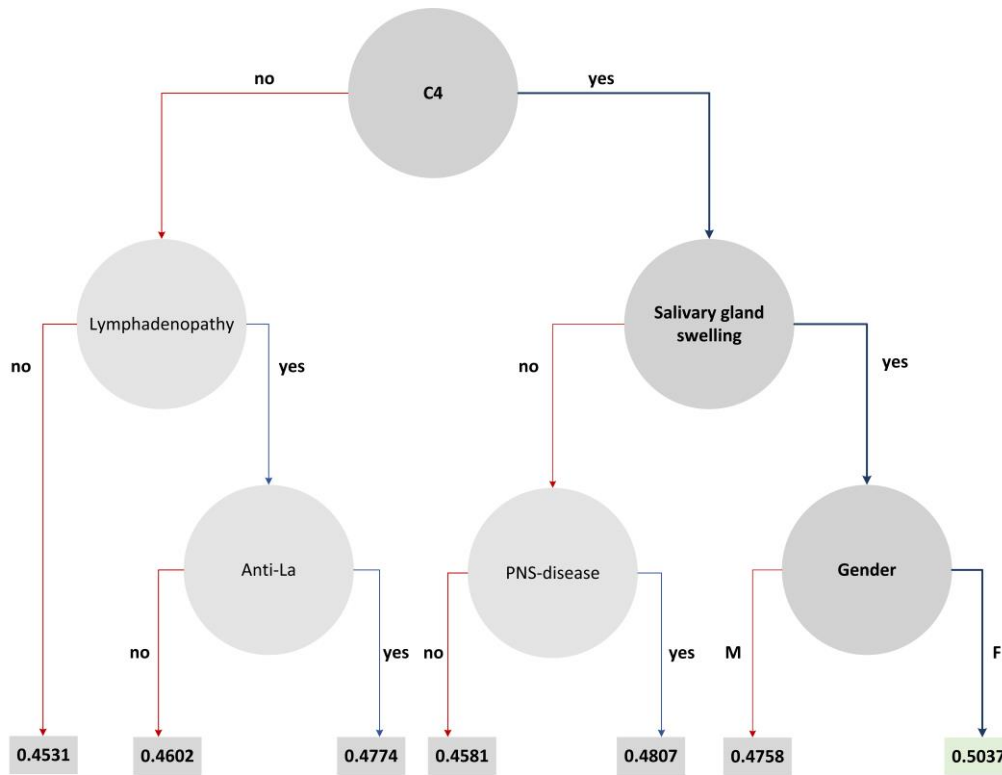 C4
no
yes
Lymphadenopathy
Salivary gland
swelling
no
yes
no
yes
Anti-La
PNS-disease
Gender
no
yes
no
yes
M
F
0.4531
0.4602
0.4774
0.4581
0.4807
0.4758
0.5037